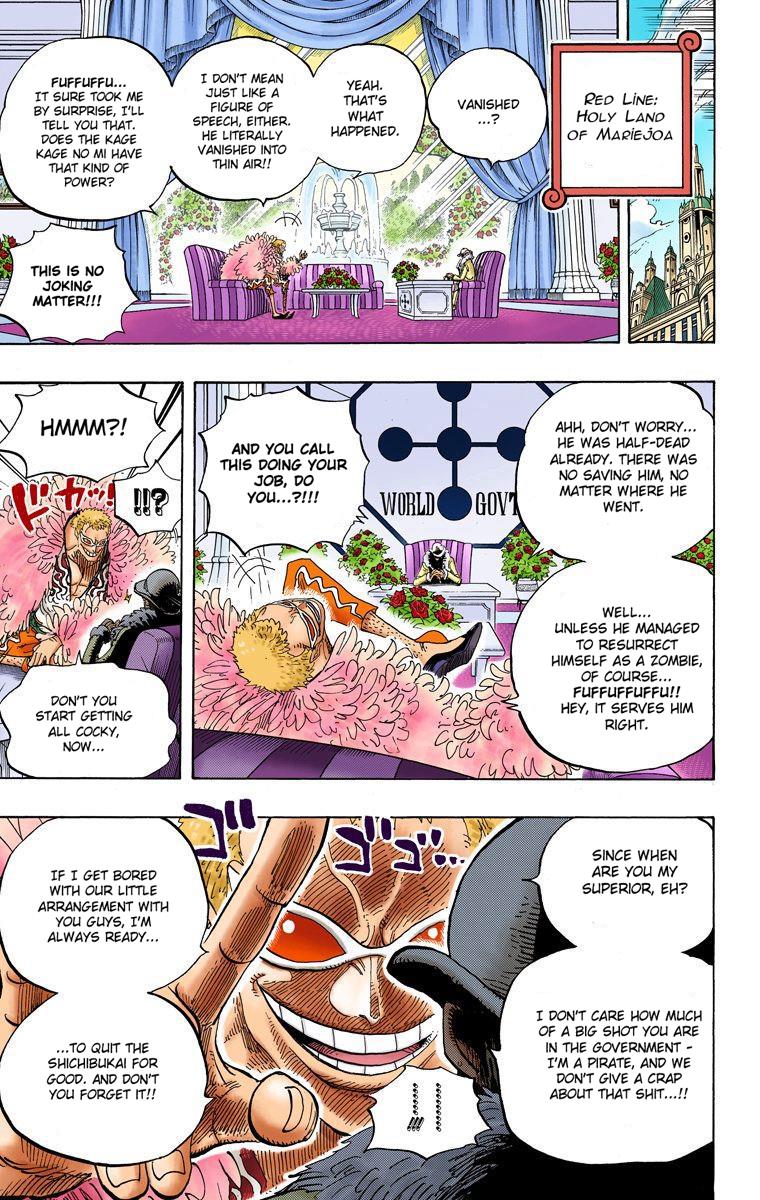 RED LINE:
HOLY LAND
OF MARIEJOA
VANISHED
...?
YEAH.
THAT'S
WHAT
HAPPENED.
I DON'T MEAN
JUST LIKE A
FIGURE OF
SPEECH, EITHER.
HE LITERALLY
VANISHED INTO
THIN AIR!!
FUFFUFFU...
IT SURE TOOK ME
BY SURPRISE, I'LL
TELL YOU THAT.
DOES THE KAGE
KAGE NO MI HAVE
THAT KIND OF
POWER?
THIS IS NO
JOKING
MATTER!!!
AHH, DON'T WORRY...
HE WAS HALF-DEAD
ALREADY. THERE WAS
NO SAVING HIM, NO
MATTER WHERE HE
WENT.
WELL...
UNLESS HE MANAGED
TO RESURRECT
HIMSELF AS A ZOMBIE,
OF COURSE...
FUFFUFFUFFU!!
HEY, IT SERVES HIM
RIGHT.
WORLD GOVT
AND YOU CALL
THIS DOING YOUR
JOB, DO
YOU...?!!!
HMMM?!
ドカッ!
!!?
DON'T YOU
START GETTING
ALL COCKY,
NOW...
SINCE WHEN
ARE YOU MY
SUPERIOR, EH?
I DON'T CARE HOW MUCH
OF A BIG SHOT YOU ARE
IN THE GOVERNMENT -
I'M A PIRATE, AND WE
DON'T GIVE A CRAP
ABOUT THAT SHIT...!!
ゴゴゴ...
IF I GET BORED
WITH OUR LITTLE
ARRANGEMENT WITH
YOU GUYS, I'M
ALWAYS READY...
...TO QUIT THE
SHICHIBUKAI FOR
GOOD. AND DON'T
YOU FORGET IT!!
......!!!